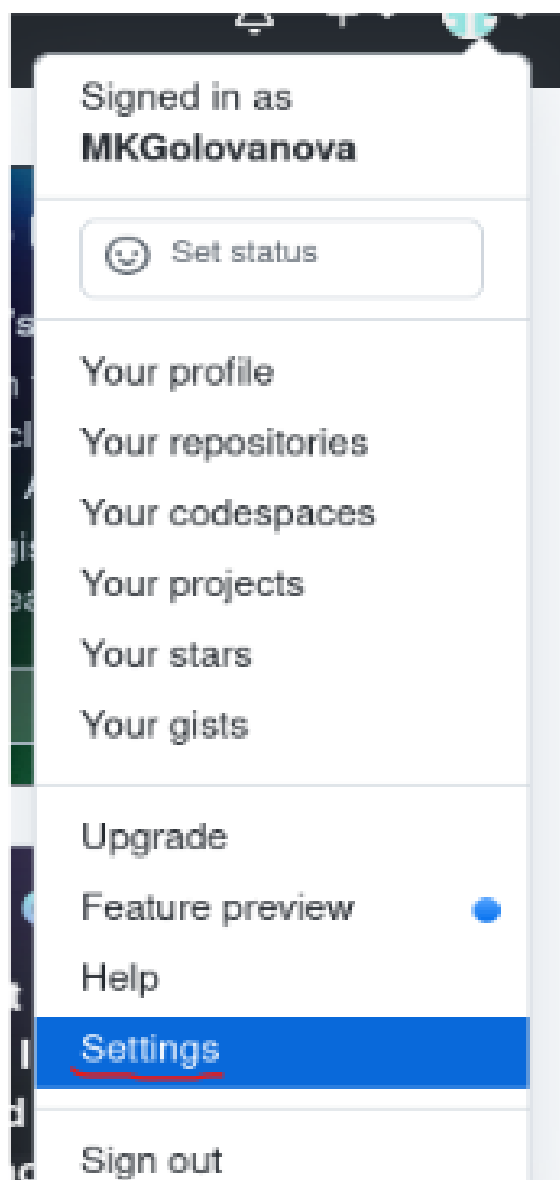 Signed in as
MKGolovanova
Set status
Your profile
Your repositories
Your codespaces
Your projects
Your stars
Your gists
Upgrade
Feature preview
Help
Settings
Sign out